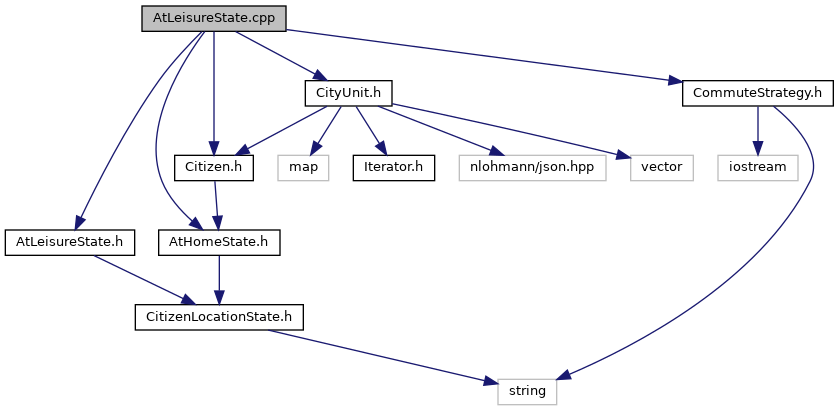 AtLeisureState.cpp
CityUnit.h
CommuteStrategy.h
Citizen.h
map
Iterator.h
nlohmann/json.hpp
vector
iostream
AtLeisureState.h
AtHomeState.h
CitizenLocationState.h
string